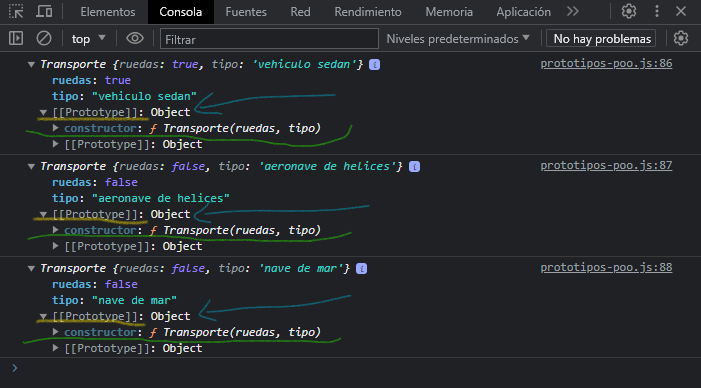 Elementos Consola Fuentes Red Rendimiento Memoria Aplicación
top Filtrar Niveles predeterminados No hay problemas
Transporte {ruedas: true, tipo: 'vehiculo sedan'} i prototipos-poo.js:86
ruedas: true
tipo: "vehiculo sedan"
[[Prototype]]: Object
constructor: ƒ Transporte(ruedas, tipo)
[[Prototype]]: Object
Transporte {ruedas: false, tipo: 'aeronave de helices'} i prototipos-poo.js:87
ruedas: false
tipo: "aeronave de helices"
[[Prototype]]: Object
constructor: ƒ Transporte(ruedas, tipo)
[[Prototype]]: Object
Transporte {ruedas: false, tipo: 'nave de mar'} i prototipos-poo.js:88
ruedas: false
tipo: "nave de mar"
[[Prototype]]: Object
constructor: ƒ Transporte(ruedas, tipo)
[[Prototype]]: Object